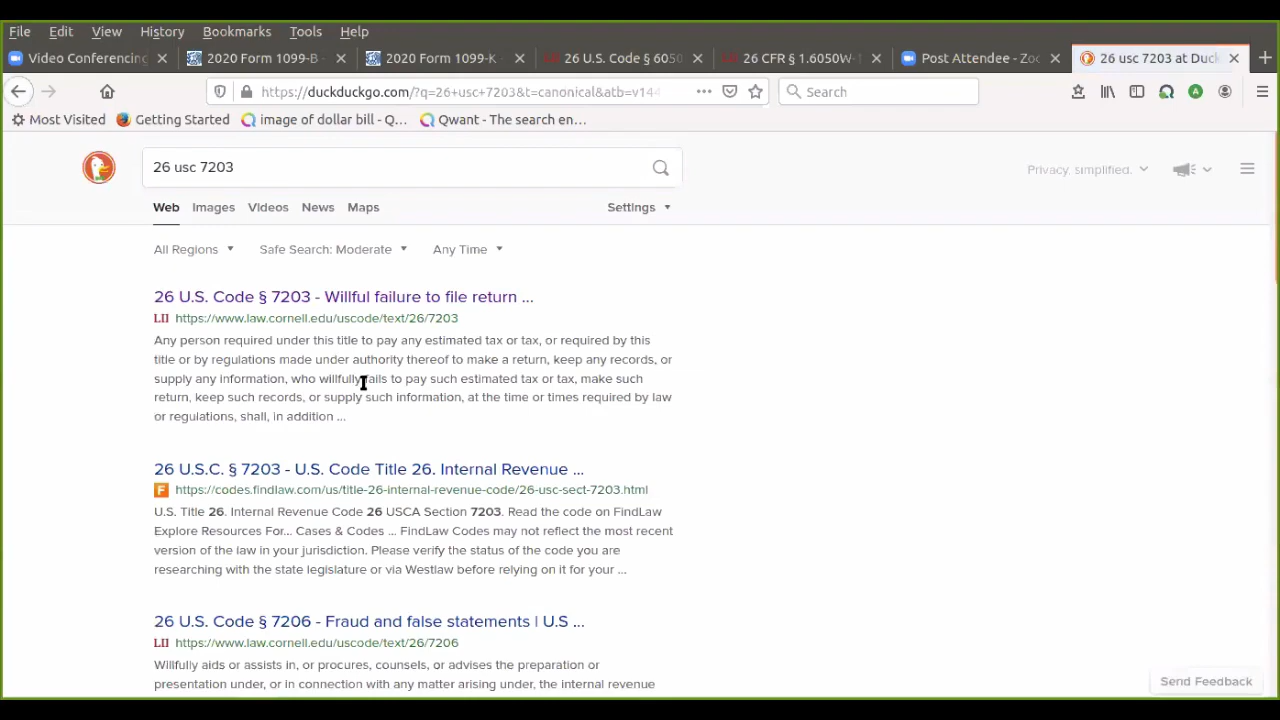 File Edit View History Bookmarks Tools Help
Video Conferencing 2020 Form 1099-B - 2020 Form 1099-K - LII 26 U.S. Code § 6050 LII 26 CFR § 1.6050W-1 Post Attendee - Zoo 26 usc 7203 at Duck
https://duckduckgo.com/?q=26+usc+7203&t=canonical&atb=v144 Search
Most Visited Getting Started image of dollar bill - Q... Qwant - The search en...
26 usc 7203
Privacy, simplified.
Web Images Videos News Maps Settings
All Regions Safe Search: Moderate Any Time
26 U.S. Code § 7203 - Willful failure to file return ...
LII https://www.law.cornell.edu/uscode/text/26/7203
Any person required under this title to pay any estimated tax or tax, or required by this
title or by regulations made under authority thereof to make a return, keep any records, or
supply any information, who willfully fails to pay such estimated tax or tax, make such
return, keep such records, or supply such information, at the time or times required by law
or regulations, shall, in addition ...
26 U.S.C. § 7203 - U.S. Code Title 26. Internal Revenue ...
F https://codes.findlaw.com/us/title-26-internal-revenue-code/26-usc-sect-7203.html
U.S. Title 26. Internal Revenue Code 26 USCA Section 7203. Read the code on FindLaw
Explore Resources For... Cases & Codes ... FindLaw Codes may not reflect the most recent
version of the law in your jurisdiction. Please verify the status of the code you are
researching with the state legislature or via Westlaw before relying on it for your ...
26 U.S. Code § 7206 - Fraud and false statements | U.S ...
LII https://www.law.cornell.edu/uscode/text/26/7206
Willfully aids or assists in, or procures, counsels, or advises the preparation or
presentation under, or in connection with any matter arising under, the internal revenue
Send Feedback